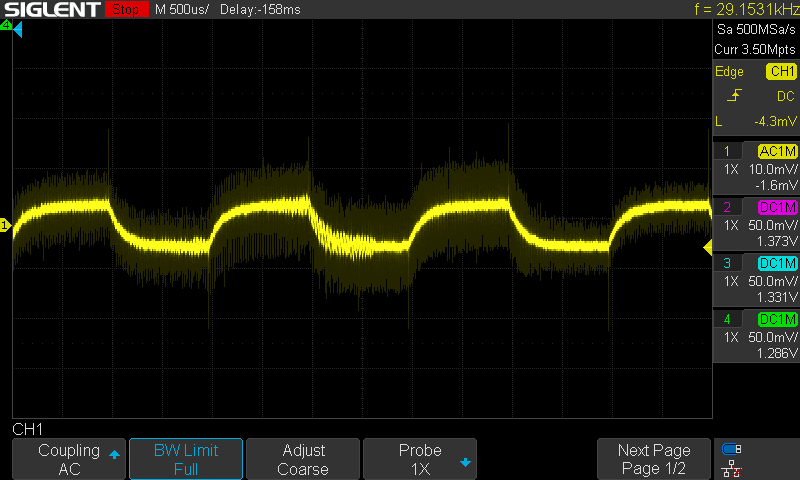 SIGLENT Stop M 500us/ Delay:-158ms f = 29.1531kHz
Sa 500MSa/s
Curr 3.50Mpts
Edge CH1
DC
L -4.3mV
1 AC1M
1X 10.0mV/
-1.6mV
2 DC1M
1X 50.0mV/
1.373V
3 DC1M
1X 50.0mV/
1.331V
4 DC1M
1X 50.0mV/
1.286V
4
1
CH1
Coupling
AC
BW Limit
Full
Adjust
Coarse
Probe
1X
Next Page
Page 1/2